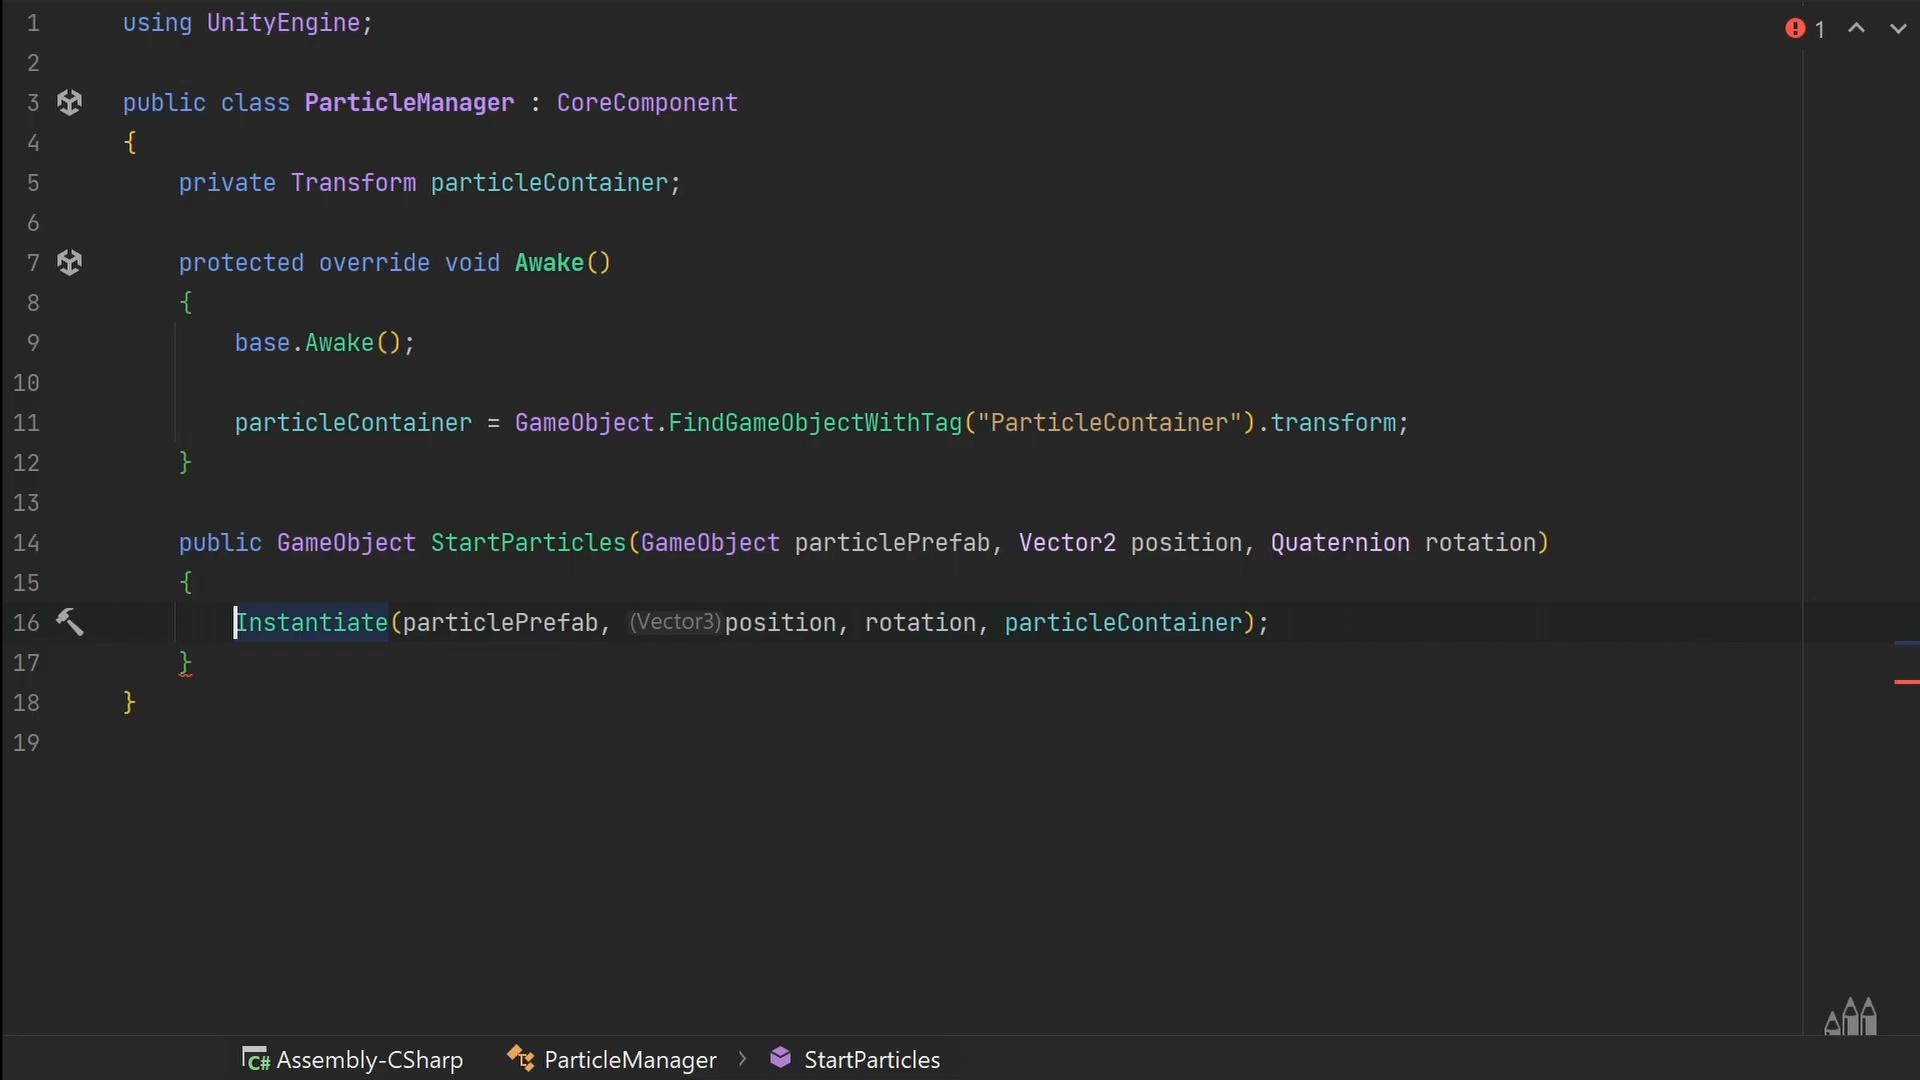 1 using UnityEngine;
2
3 public class ParticleManager : CoreComponent
4 {
5 private Transform particleContainer;
6
7 protected override void Awake()
8 {
9 base.Awake();
10
11 particleContainer = GameObject.FindGameObjectWithTag("ParticleContainer").transform;
12 }
13
14 public GameObject StartParticles(GameObject particlePrefab, Vector2 position, Quaternion rotation)
15 {
16 Instantiate(particlePrefab, (Vector3)position, rotation, particleContainer);
17 }
18 }
19
1
C# Assembly-CSharp ParticleManager > StartParticles